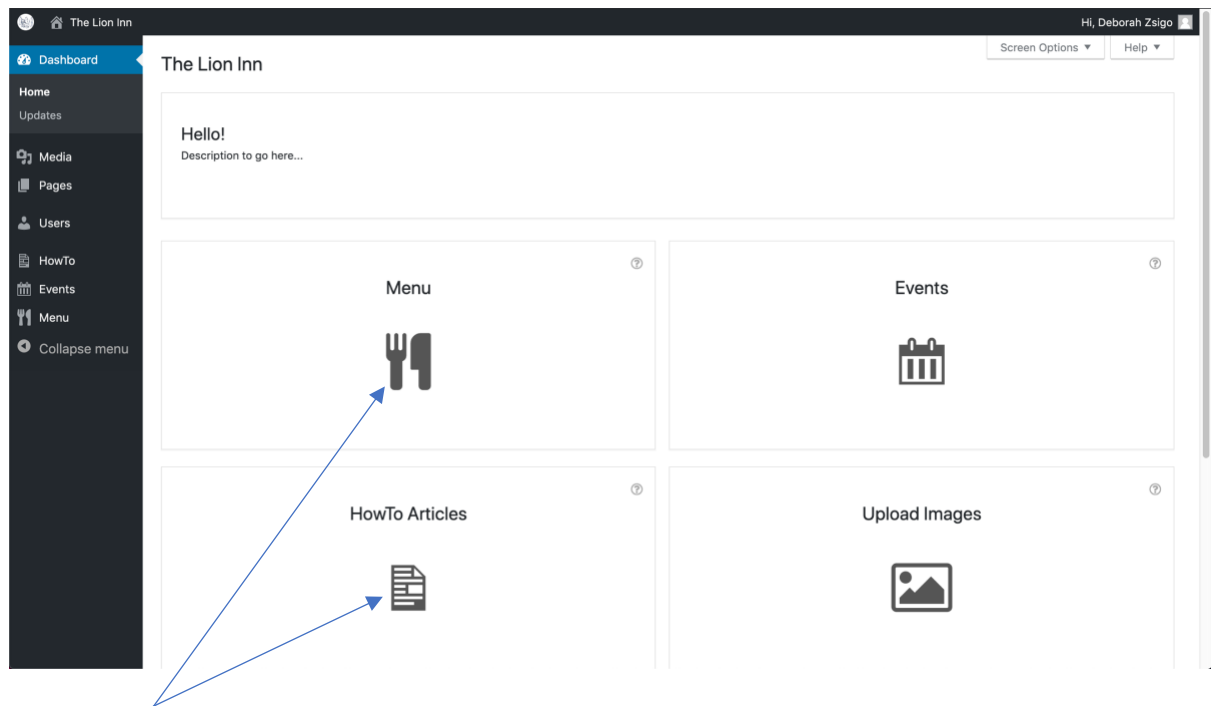 The Lion Inn
Hi, Deborah Zsigo
Screen Options ▼
Help ▼
Dashboard
Home
Updates
Media
Pages
Users
HowTo
Events
Menu
Collapse menu
The Lion Inn
Hello!
Description to go here...
Menu
Events
HowTo Articles
Upload Images